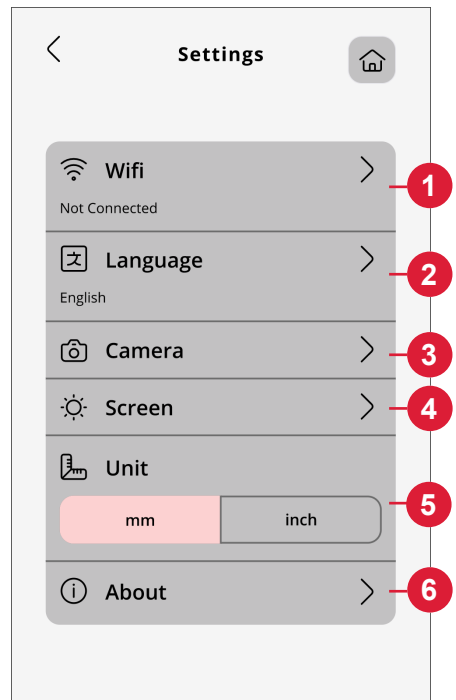 Settings
Wifi
1
Not Connected
Language
2
English
Camera
3
Screen
4
Unit
mm inch
5
About
6